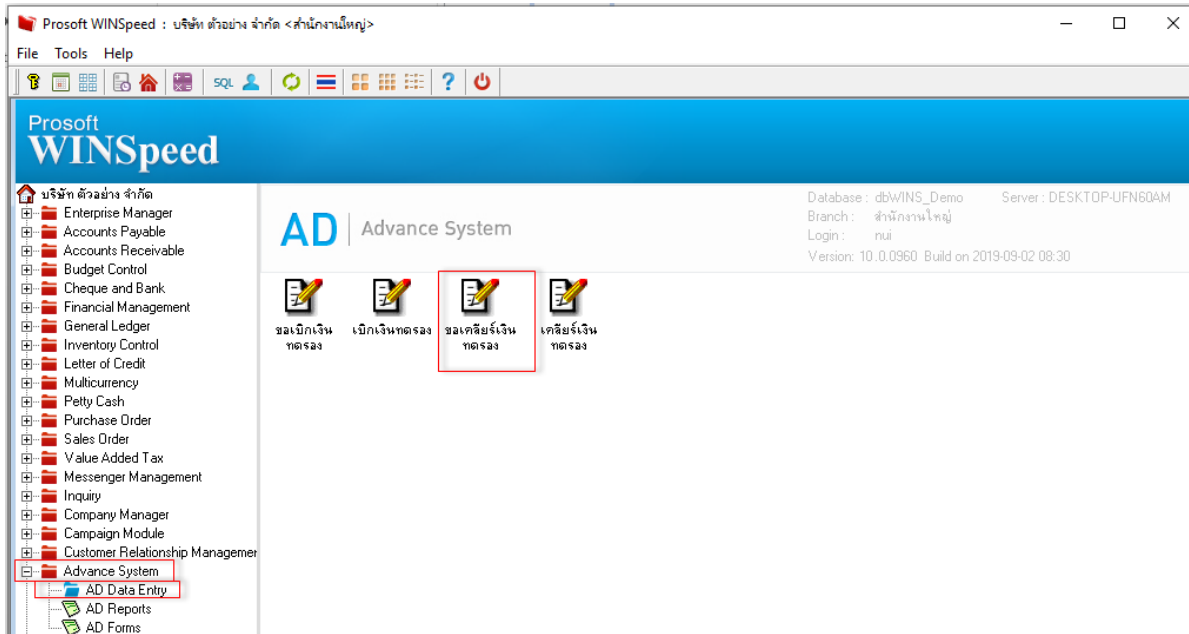 Prosoft WINSpeed : บริษัท ตัวอย่าง จำกัด <สำนักงานใหญ่>
File Tools Help
SQL
Prosoft
WINSpeed
บริษัท ตัวอย่าง จำกัด
Enterprise Manager
Accounts Payable
Accounts Receivable
Budget Control
Cheque and Bank
Financial Management
General Ledger
Inventory Control
Letter of Credit
Multicurrency
Petty Cash
Purchase Order
Sales Order
Value Added Tax
Messenger Management
Inquiry
Company Manager
Campaign Module
Customer Relationship Managemer
Advance System
AD Data Entry
AD Reports
AD Forms
AD Advance System
Database : dbWINS_Demo Server : DESKTOP-UFN60AM
Branch : สำนักงานใหญ่
Login : nui
Version: 10.0.0960 Build on 2019-09-02 08:30
ขอเบิกเงิน
ทดรอง
เบิกเงินทดรอง
ขอเคลียร์เงิน
ทดรอง
เคลียร์เงิน
ทดรอง